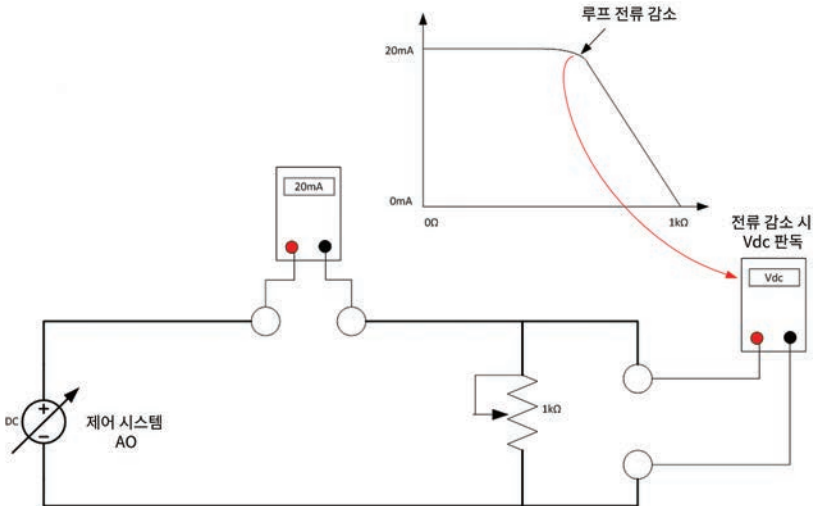 루프 전류 감소
20mA
0mA
0Ω
1kΩ
20mA
전류 감소 시
Vdc 판독
Vdc
DC
제어 시스템
AO
1kΩ